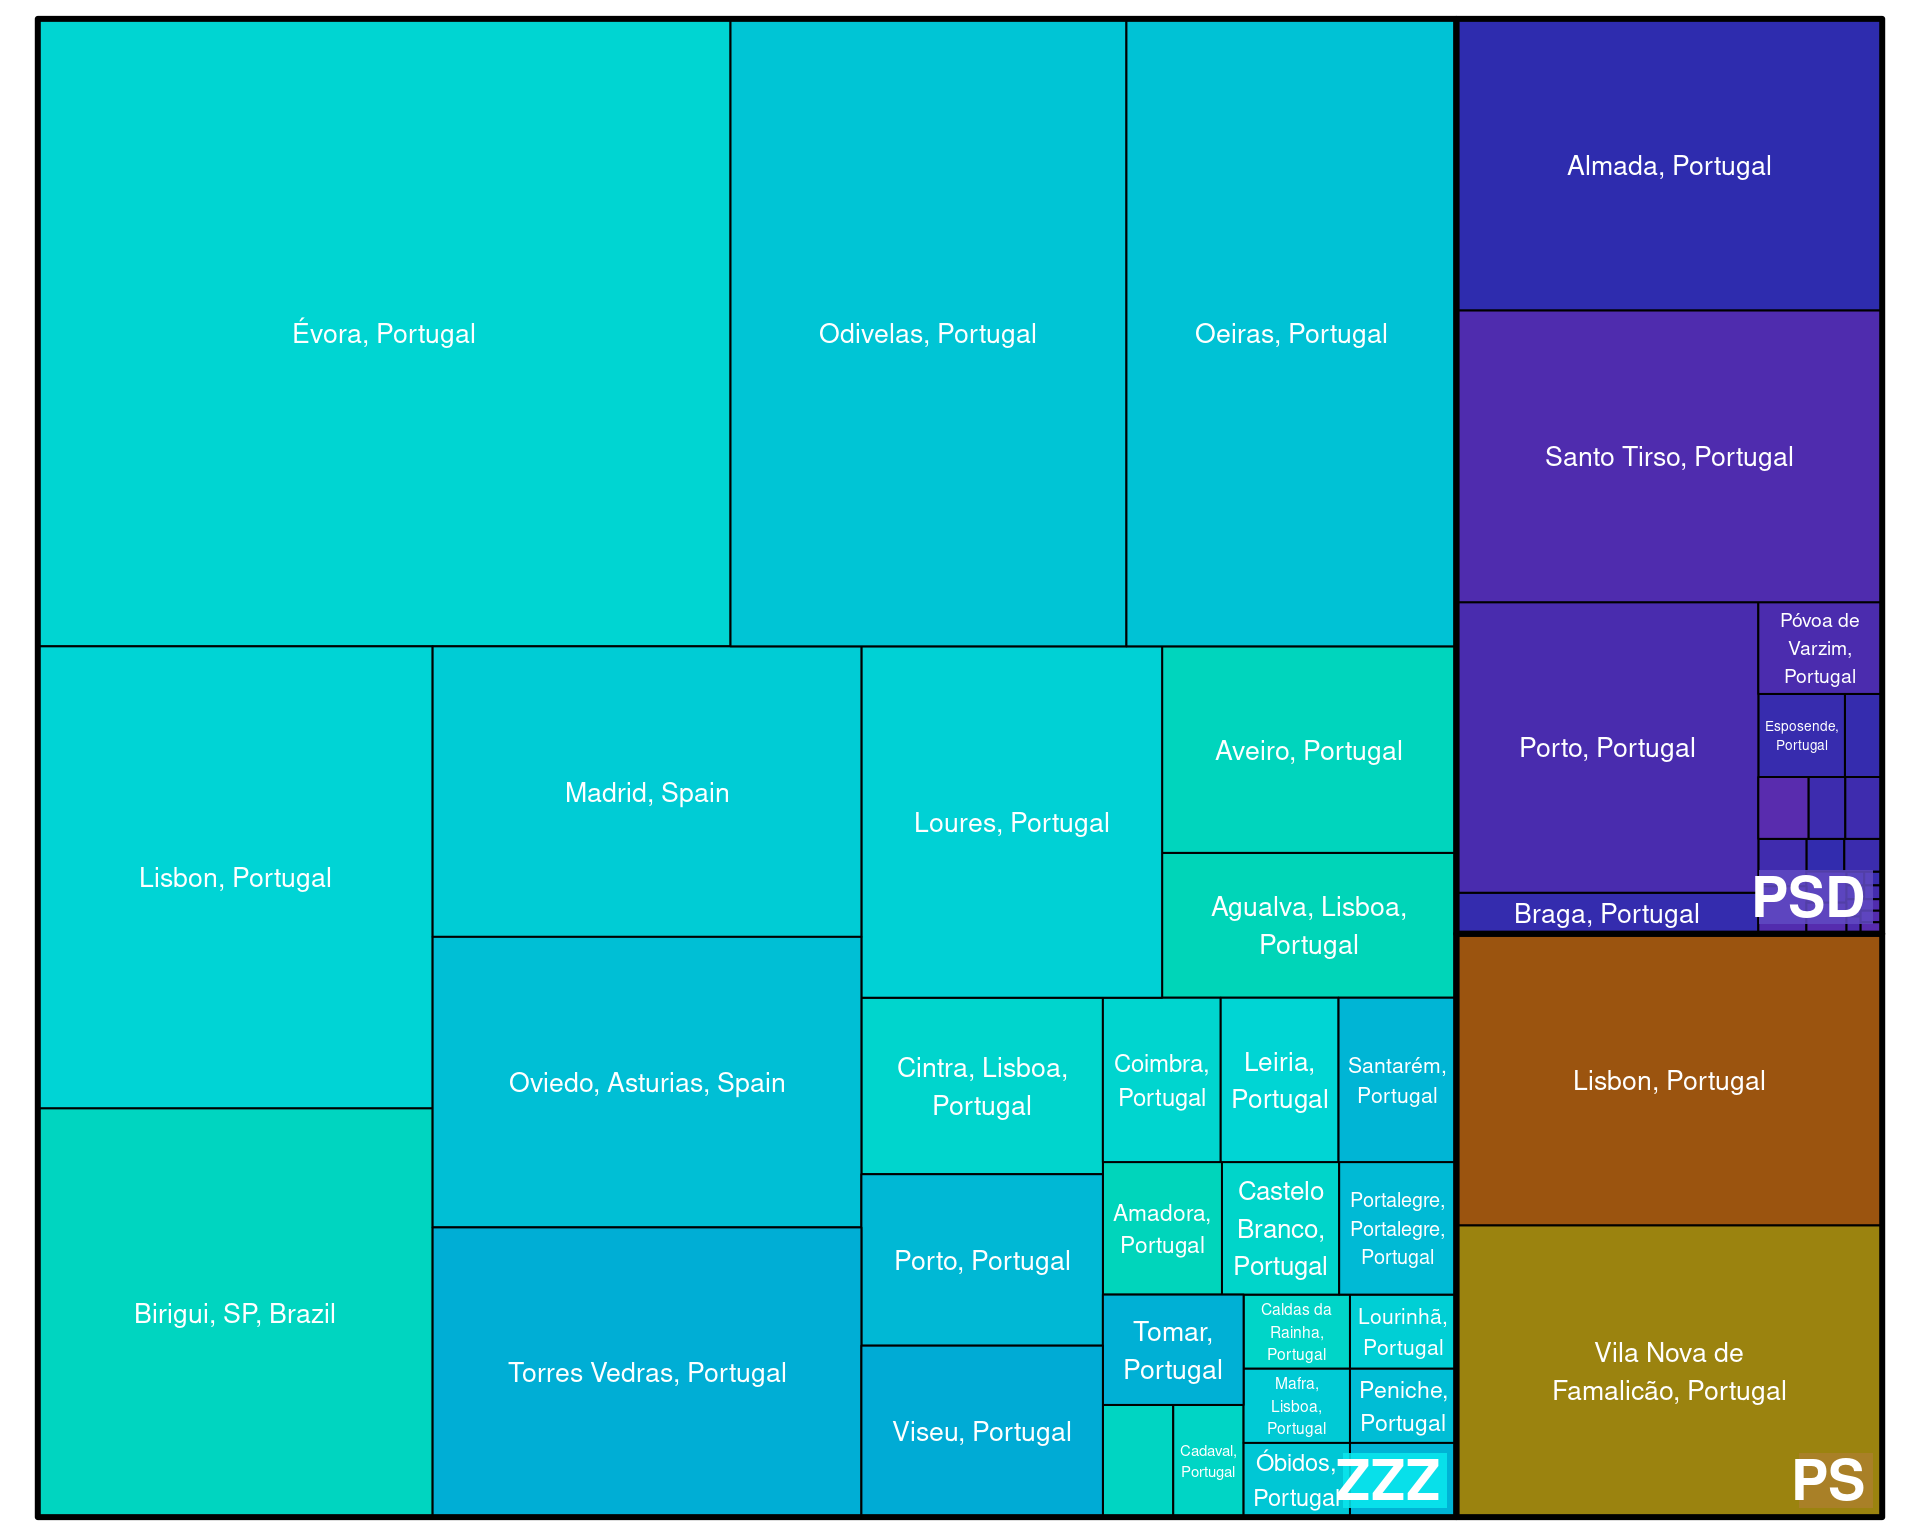 Évora, Portugal
Odivelas, Portugal
Oeiras, Portugal
Almada, Portugal
Santo Tirso, Portugal
Porto, Portugal
Póvoa de
Varzim,
Portugal
Esposende,
Portugal
Braga, Portugal
PSD
Lisbon, Portugal
Madrid, Spain
Loures, Portugal
Aveiro, Portugal
Agualva, Lisboa,
Portugal
Oviedo, Asturias, Spain
Cintra, Lisboa,
Portugal
Coimbra,
Portugal
Leiria,
Portugal
Santarém,
Portugal
Amadora,
Portugal
Castelo
Branco,
Portugal
Portalegre,
Portalegre,
Portugal
Birigui, SP, Brazil
Torres Vedras, Portugal
Porto, Portugal
Viseu, Portugal
Tomar,
Portugal
Caldas da
Rainha,
Portugal
Lourinhã,
Portugal
Mafra,
Lisboa,
Portugal
Peniche,
Portugal
Cadaval,
Portugal
Óbidos,
Portugal
ZZZ
Lisbon, Portugal
Vila Nova de
Famalicão, Portugal
PS